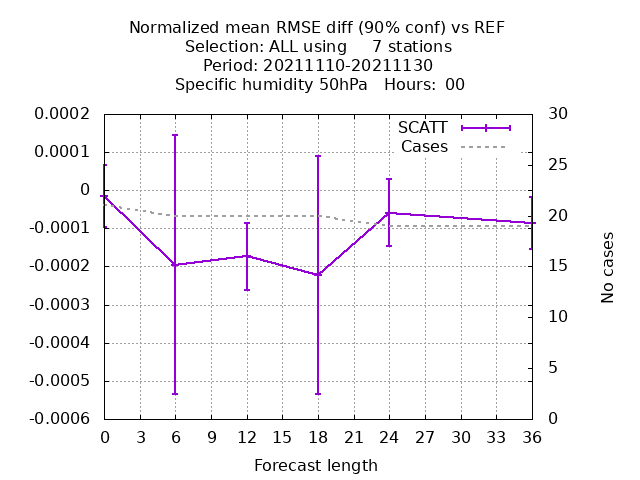 Normalized mean RMSE diff (90% conf) vs REF
Selection: ALL using     7 stations
Period: 20211110-20211130
Specific humidity 50hPa   Hours:  00
SCATT
Cases
0.0002
0.0001
0
-0.0001
-0.0002
-0.0003
-0.0004
-0.0005
-0.0006
30
25
20
15
10
5
0
No cases
0 3 6 9 12 15 18 21 24 27 30 33 36
Forecast length